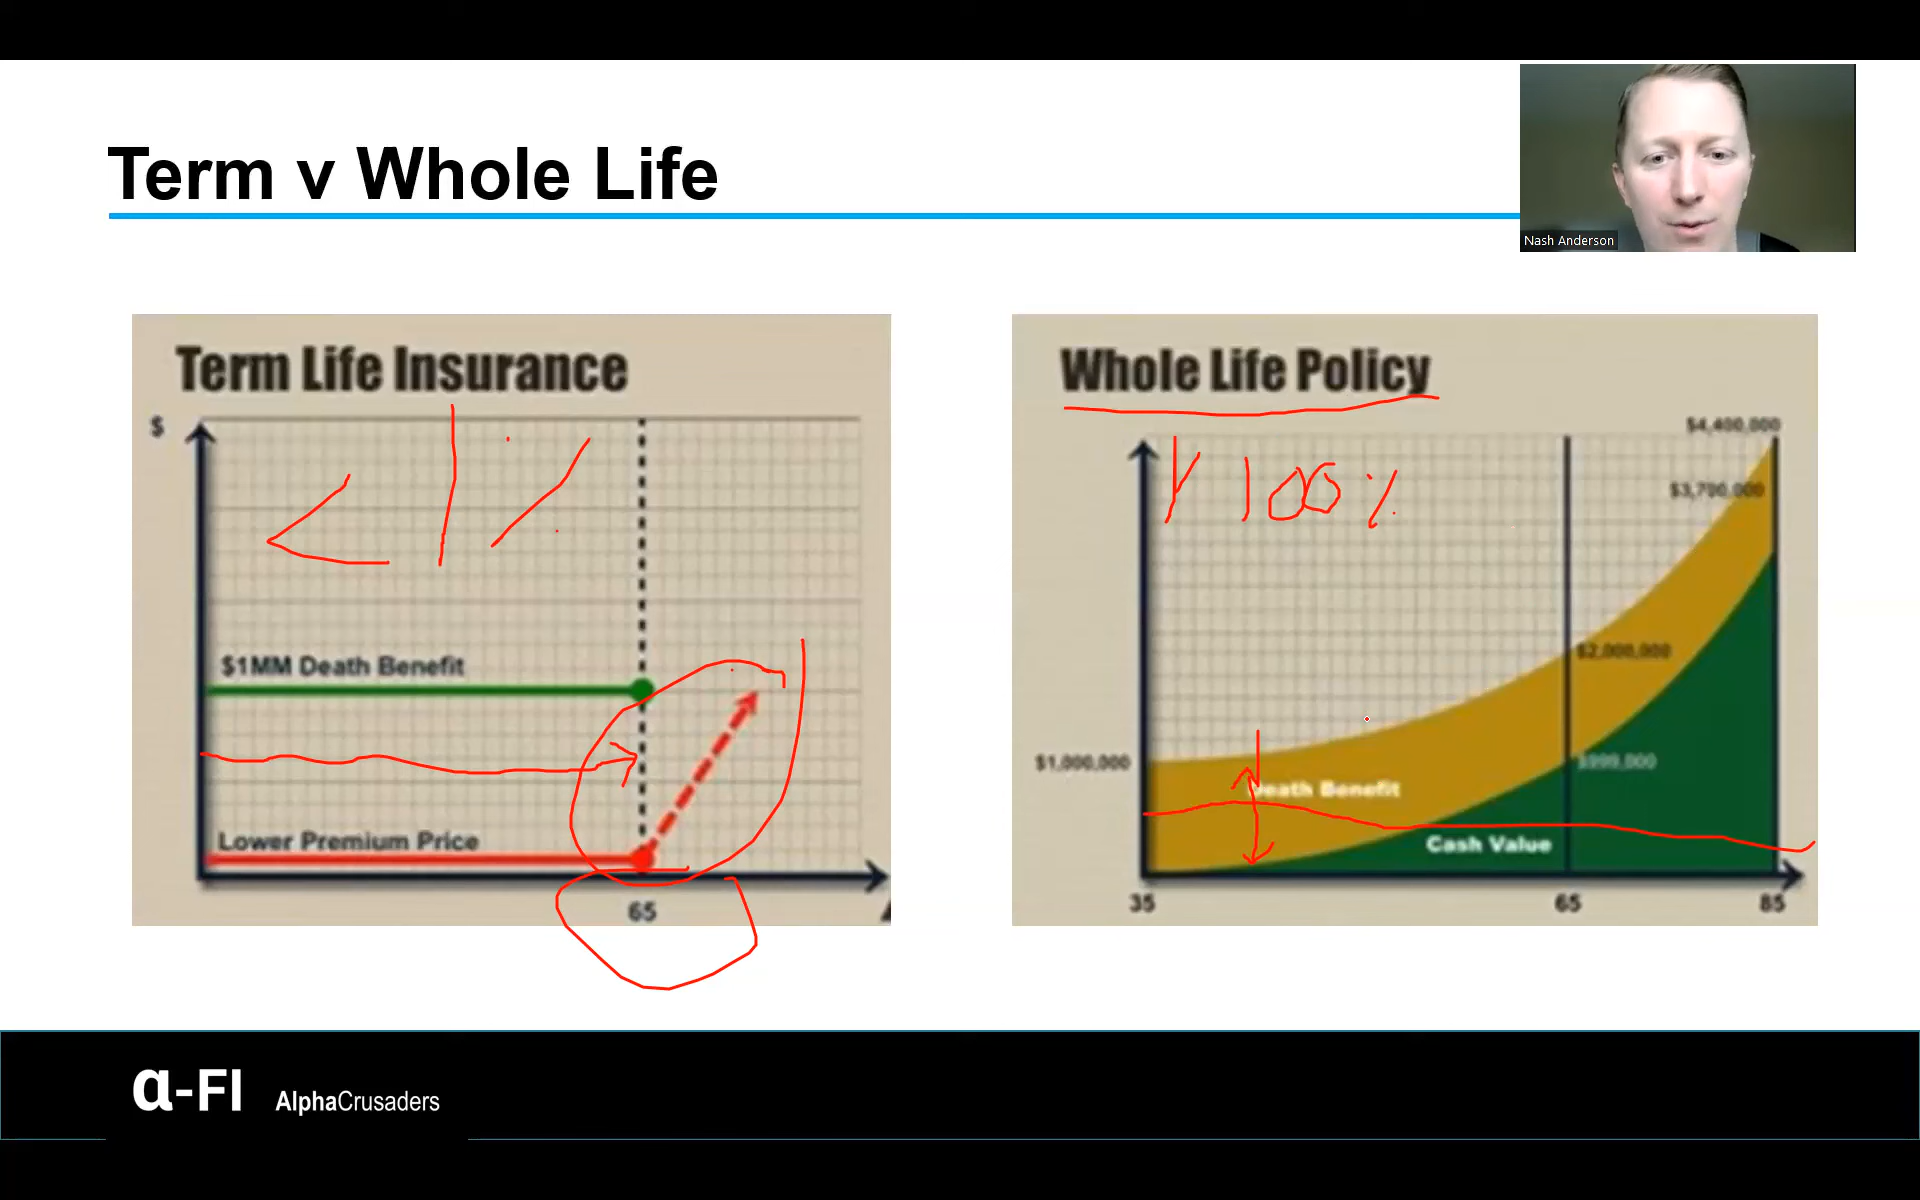 Term v Whole Life
Nash Anderson
Term Life Insurance
$
< 1%
$1MM Death Benefit
Lower Premium Price
65
Whole Life Policy
$4,400,000
100%
$3,700,000
$2,000,000
$1,000,000
$999,000
Death Benefit
Cash Value
35
65
85
α-FI AlphaCrusaders